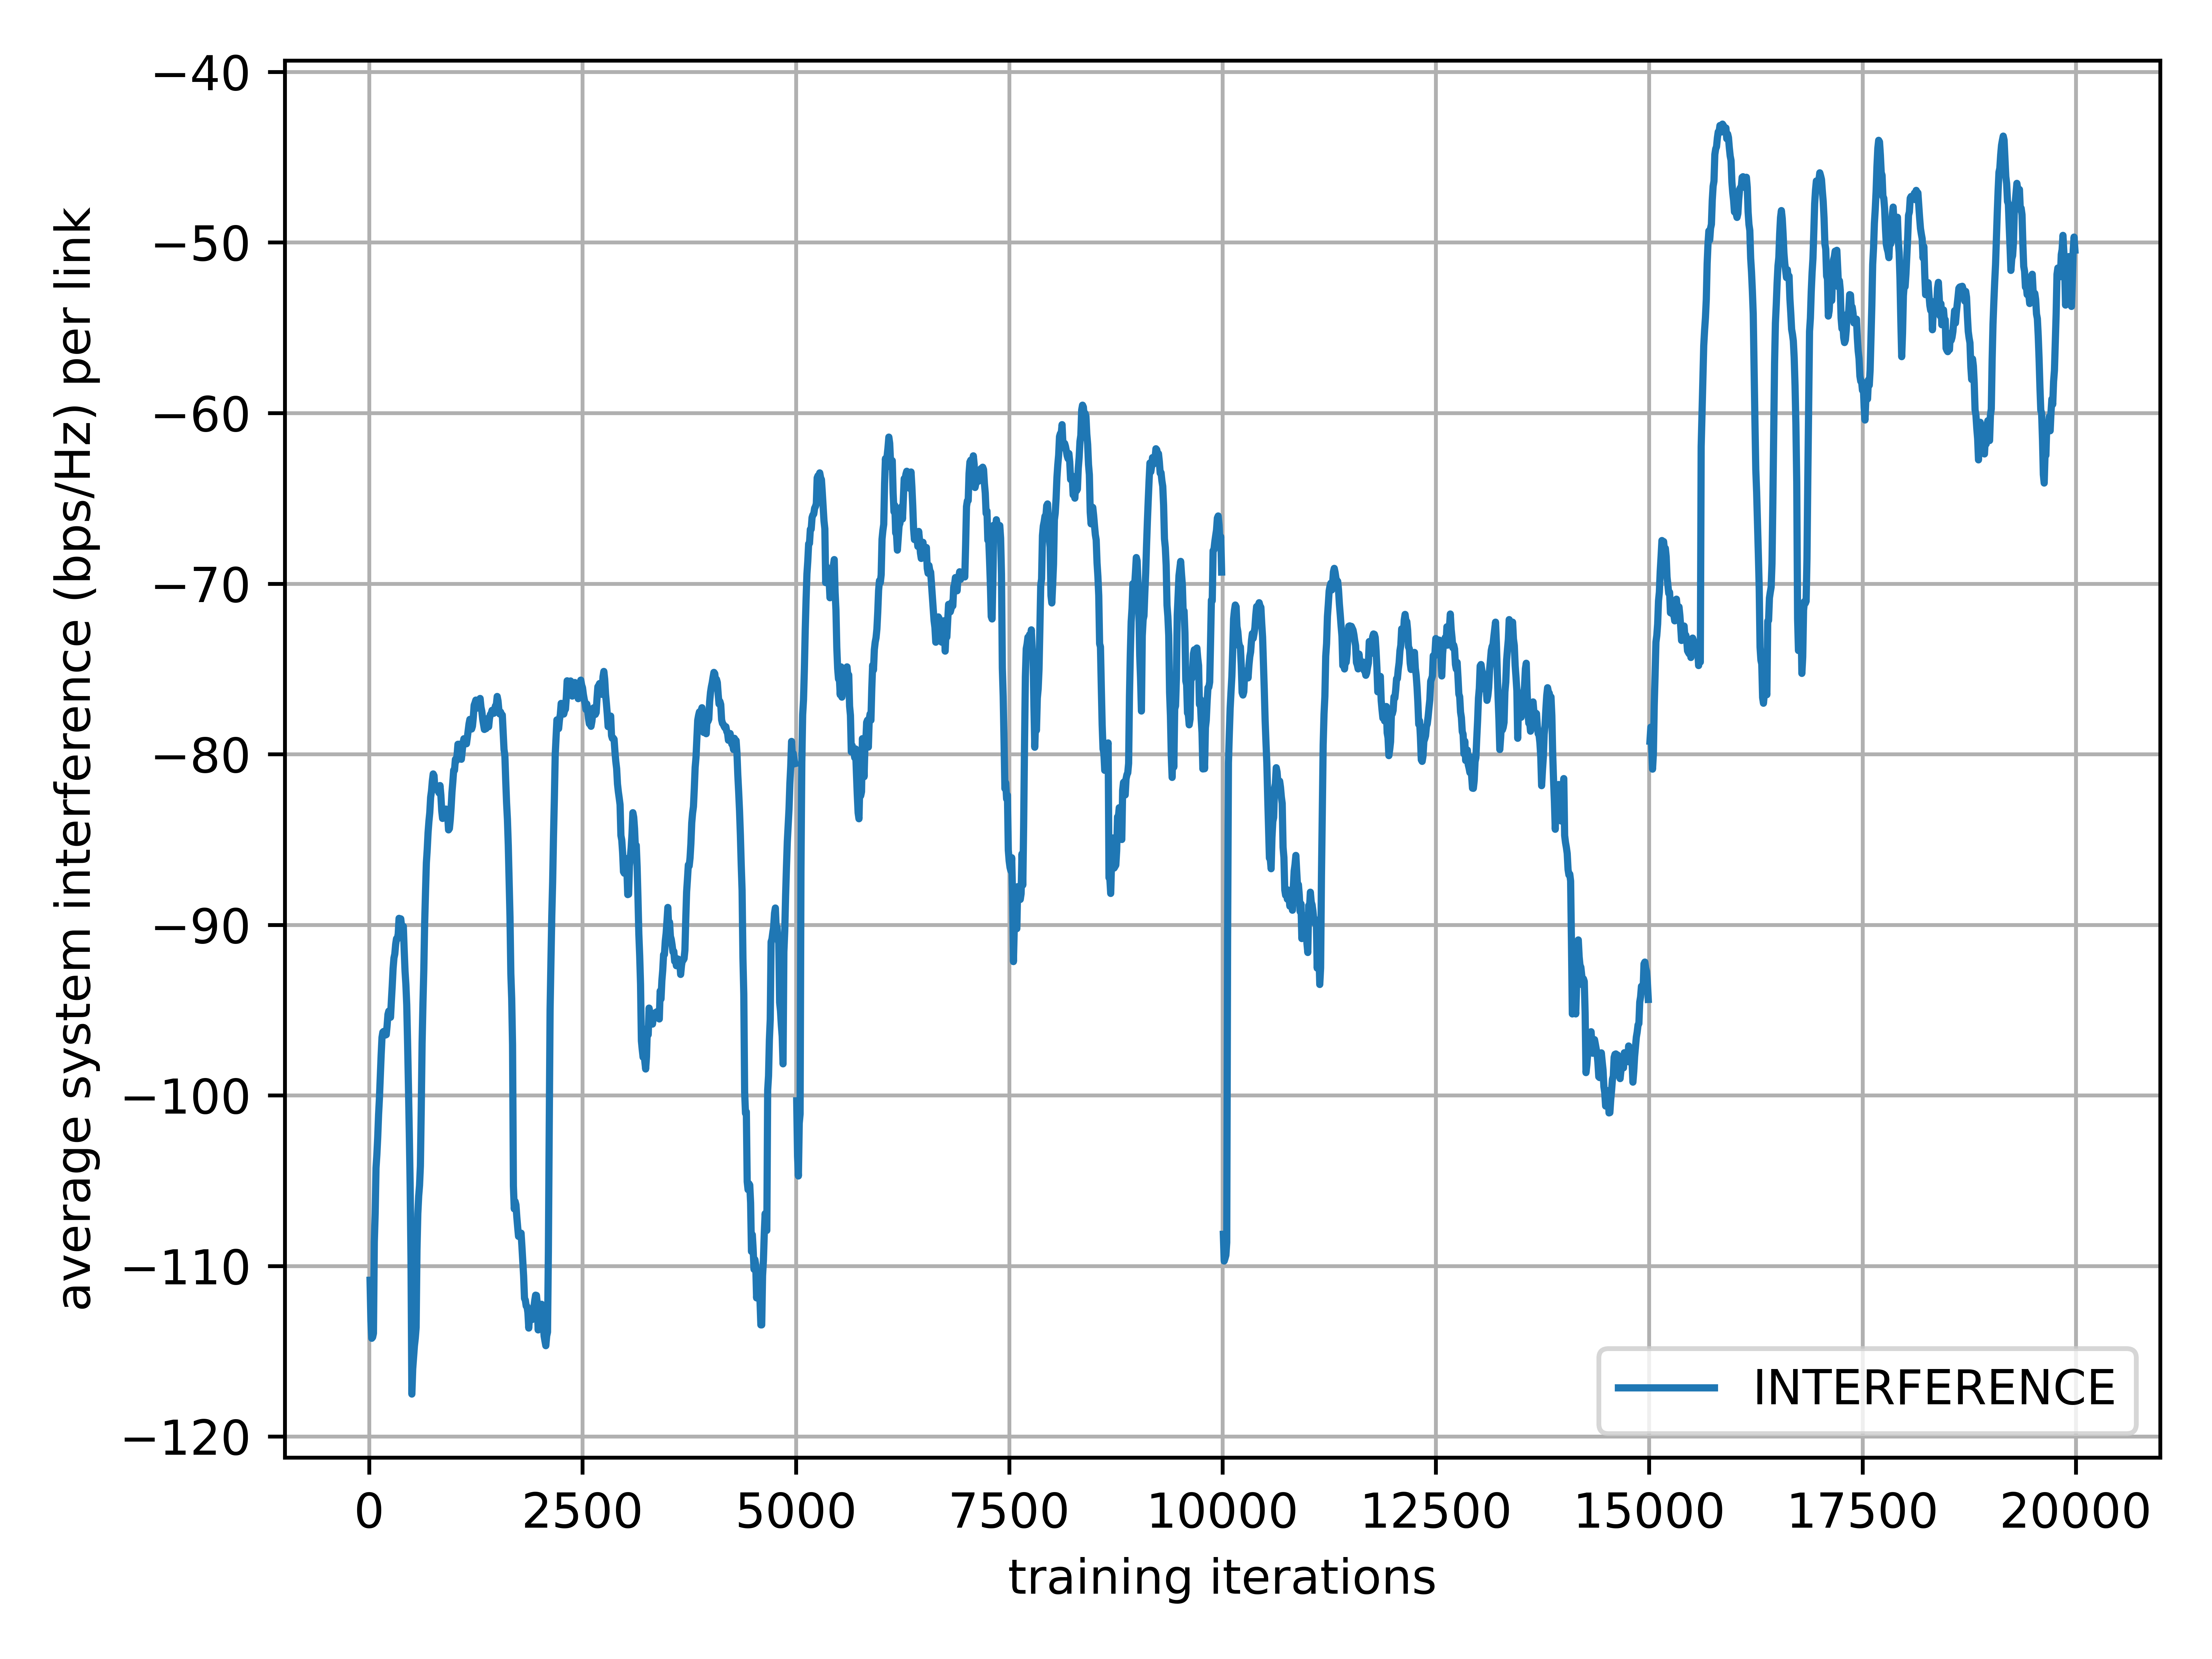 average system interference (bps/Hz) per link
−40
−50
−60
−70
−80
−90
−100
−110
−120
INTERFERENCE
0 2500 5000 7500 10000 12500 15000 17500 20000
training iterations